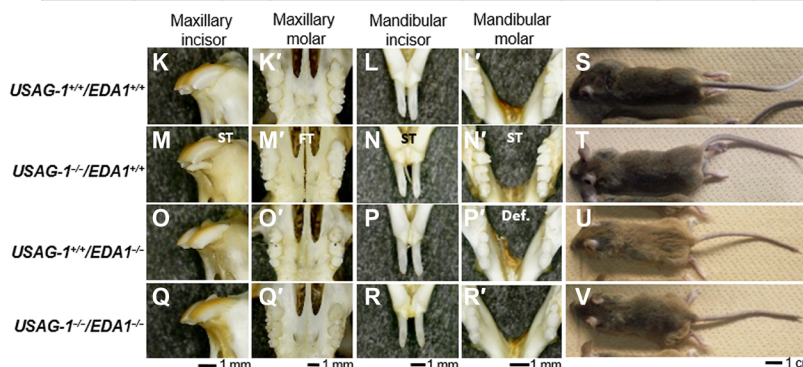 Maxillary incisor
Maxillary molar
Mandibular incisor
Mandibular molar
USAG-1+/+/EDA1+/+
K
K′
L
L′
S
USAG-1-/-/EDA1+/+
M
ST
M′
FT
N
ST
N′
ST
T
USAG-1+/+/EDA1-/-
O
O′
P
P′
Def.
U
USAG-1-/-/EDA1-/-
Q
Q′
R
R′
V
1 mm
1 mm
1 mm
1 mm